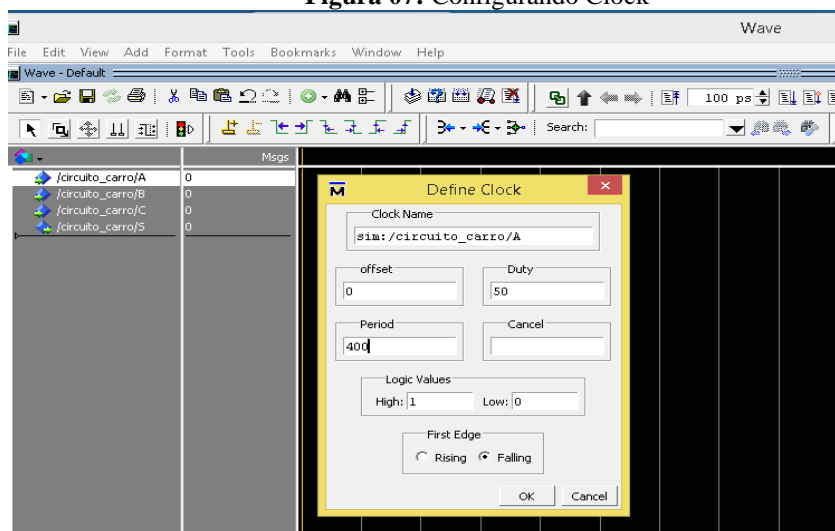 Figura 07: Configurando Clock
Wave
File Edit View Add Format Tools Bookmarks Window Help
Wave - Default
100 ps
Search:
Msgs
/circuito_carro/A 0
/circuito_carro/B 0
/circuito_carro/C 0
/circuito_carro/S 0
Define Clock
Clock Name
sim:/circuito_carro/A
offset Duty
0 50
Period Cancel
400
Logic Values
High: 1 Low: 0
First Edge
Rising Falling
OK Cancel